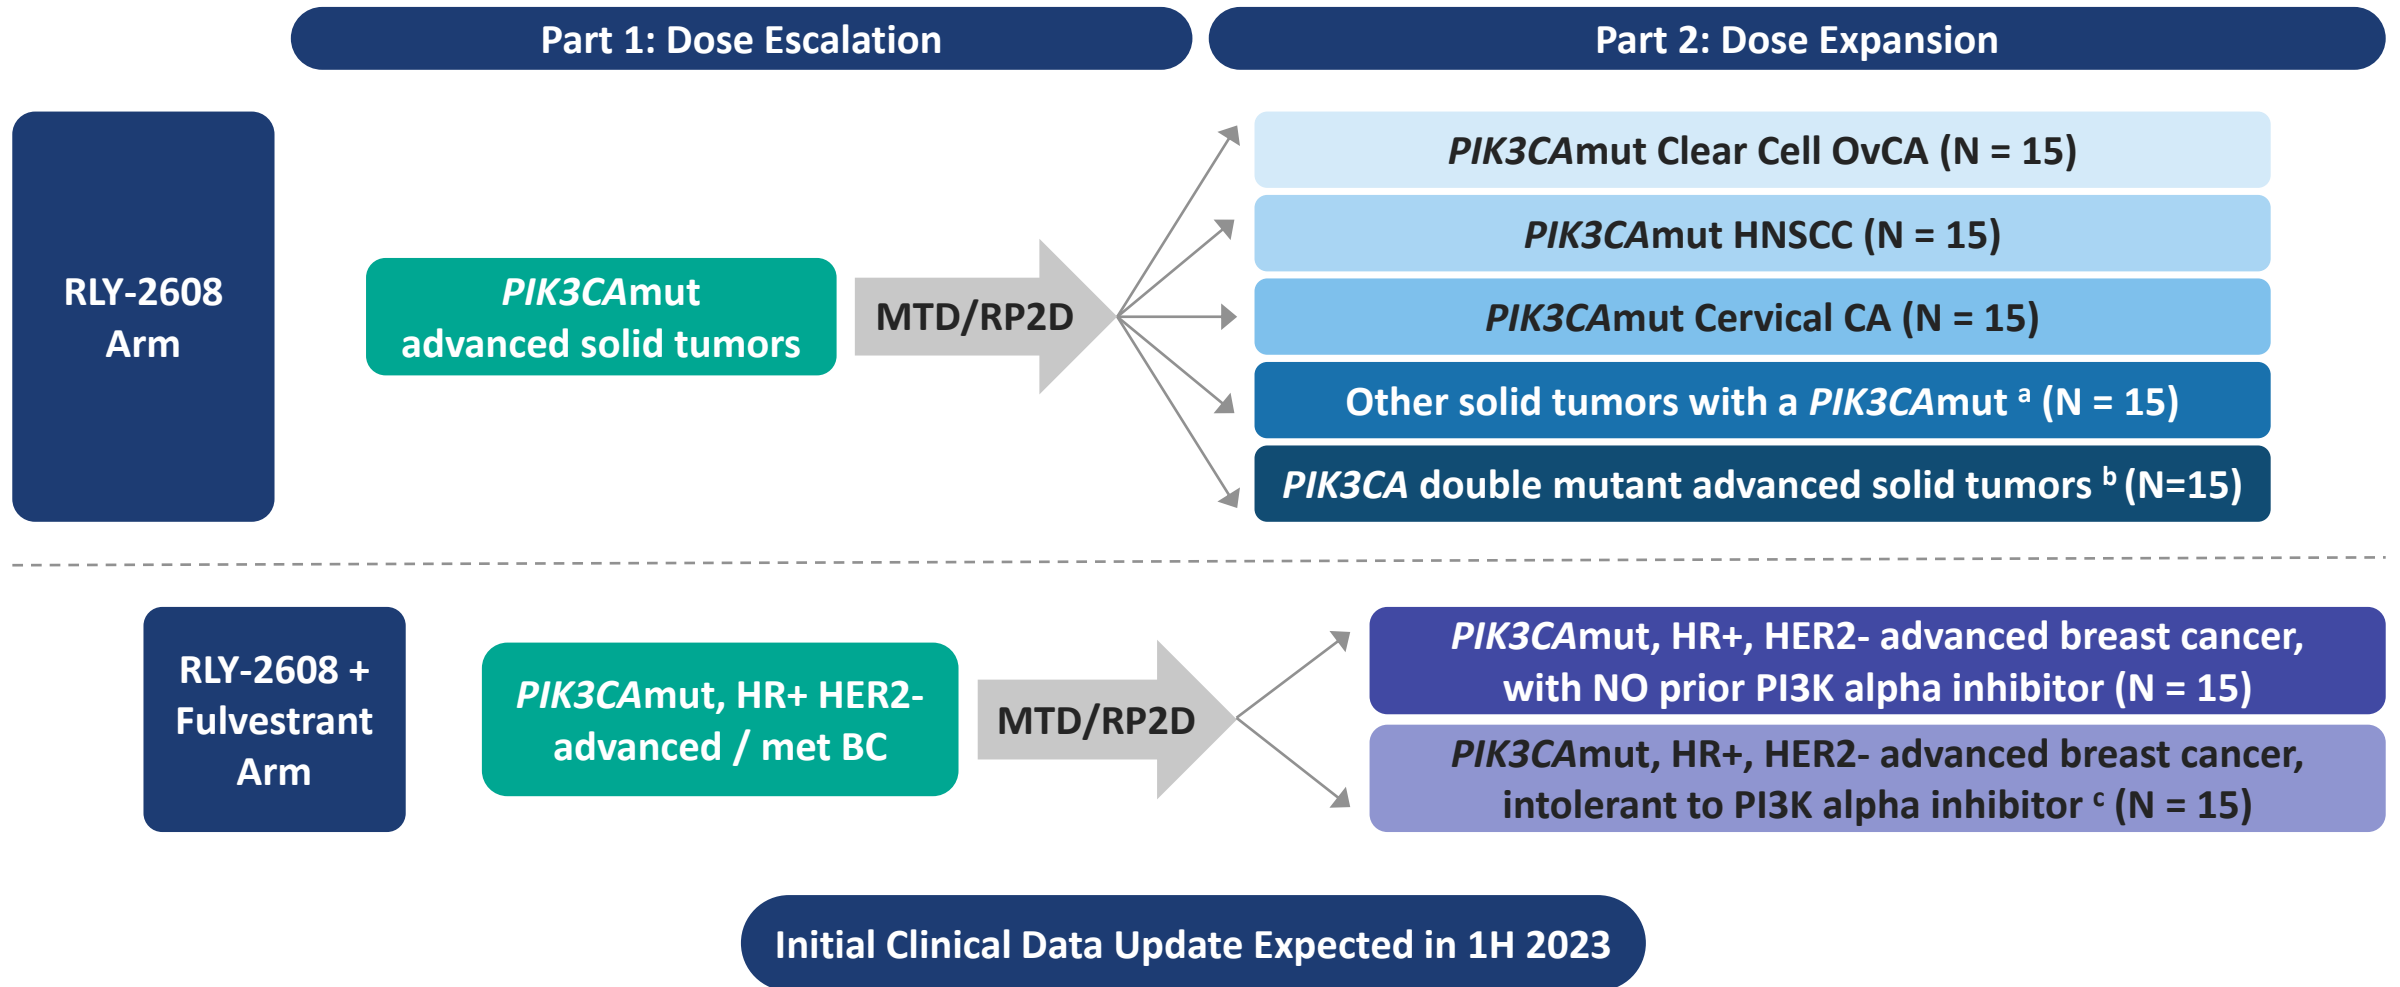 Part 1: Dose Escalation
Part 2: Dose Expansion
RLY-2608
Arm
PIK3CAmut
advanced solid tumors
MTD/RP2D
PIK3CAmut Clear Cell OvCA (N = 15)
PIK3CAmut HNSCC (N = 15)
PIK3CAmut Cervical CA (N = 15)
Other solid tumors with a PIK3CAmut ᵃ (N = 15)
PIK3CA double mutant advanced solid tumors ᵇ (N=15)
RLY-2608 +
Fulvestrant
Arm
PIK3CAmut, HR+ HER2-
advanced / met BC
MTD/RP2D
PIK3CAmut, HR+, HER2- advanced breast cancer,
with NO prior PI3K alpha inhibitor (N = 15)
PIK3CAmut, HR+, HER2- advanced breast cancer,
intolerant to PI3K alpha inhibitor ᶜ (N = 15)
Initial Clinical Data Update Expected in 1H 2023